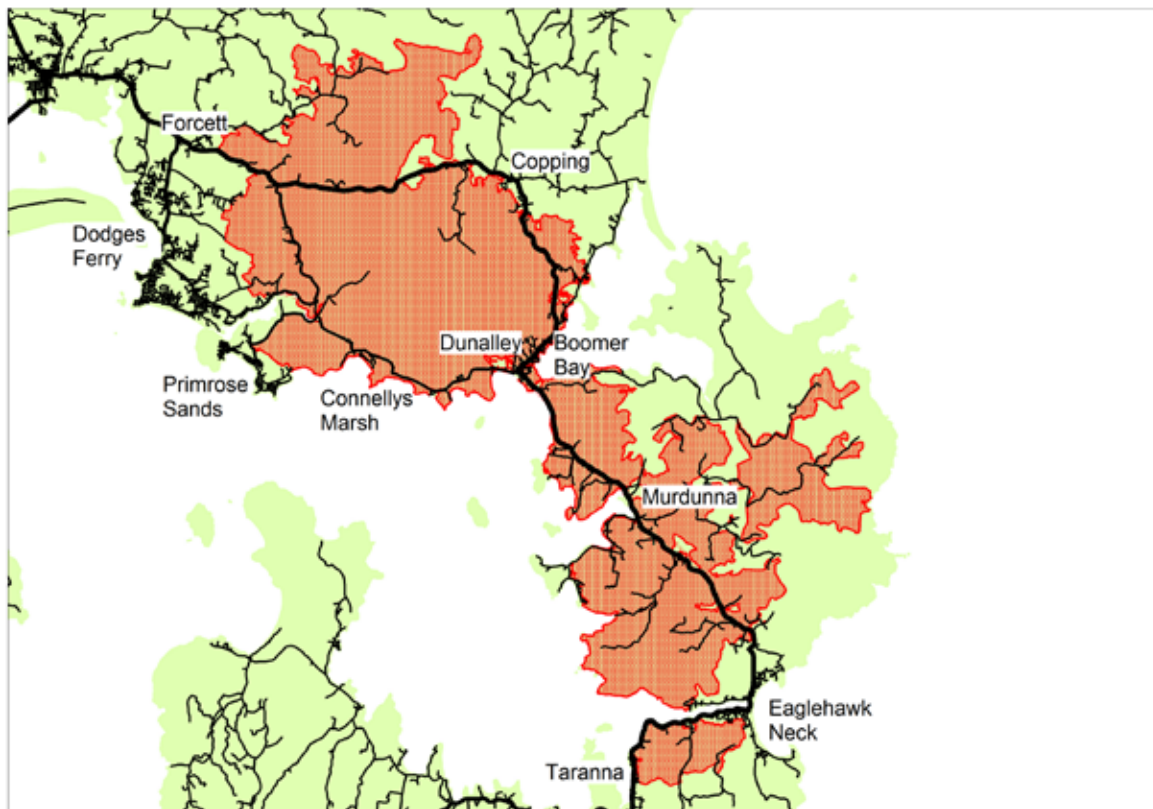 Forcett
Copping
Dodges
Ferry
Dunalley
Boomer
Bay
Primrose
Sands
Connellys
Marsh
Murdunna
Eaglehawk
Neck
Taranna